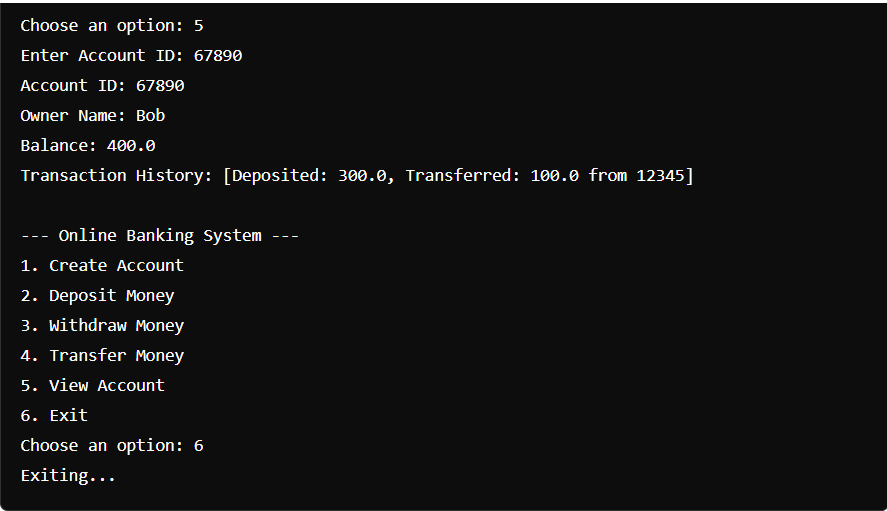 Choose an option: 5
Enter Account ID: 67890
Account ID: 67890
Owner Name: Bob
Balance: 400.0
Transaction History: [Deposited: 300.0, Transferred: 100.0 from 12345]
--- Online Banking System ---
1. Create Account
2. Deposit Money
3. Withdraw Money
4. Transfer Money
5. View Account
6. Exit
Choose an option: 6
Exiting...